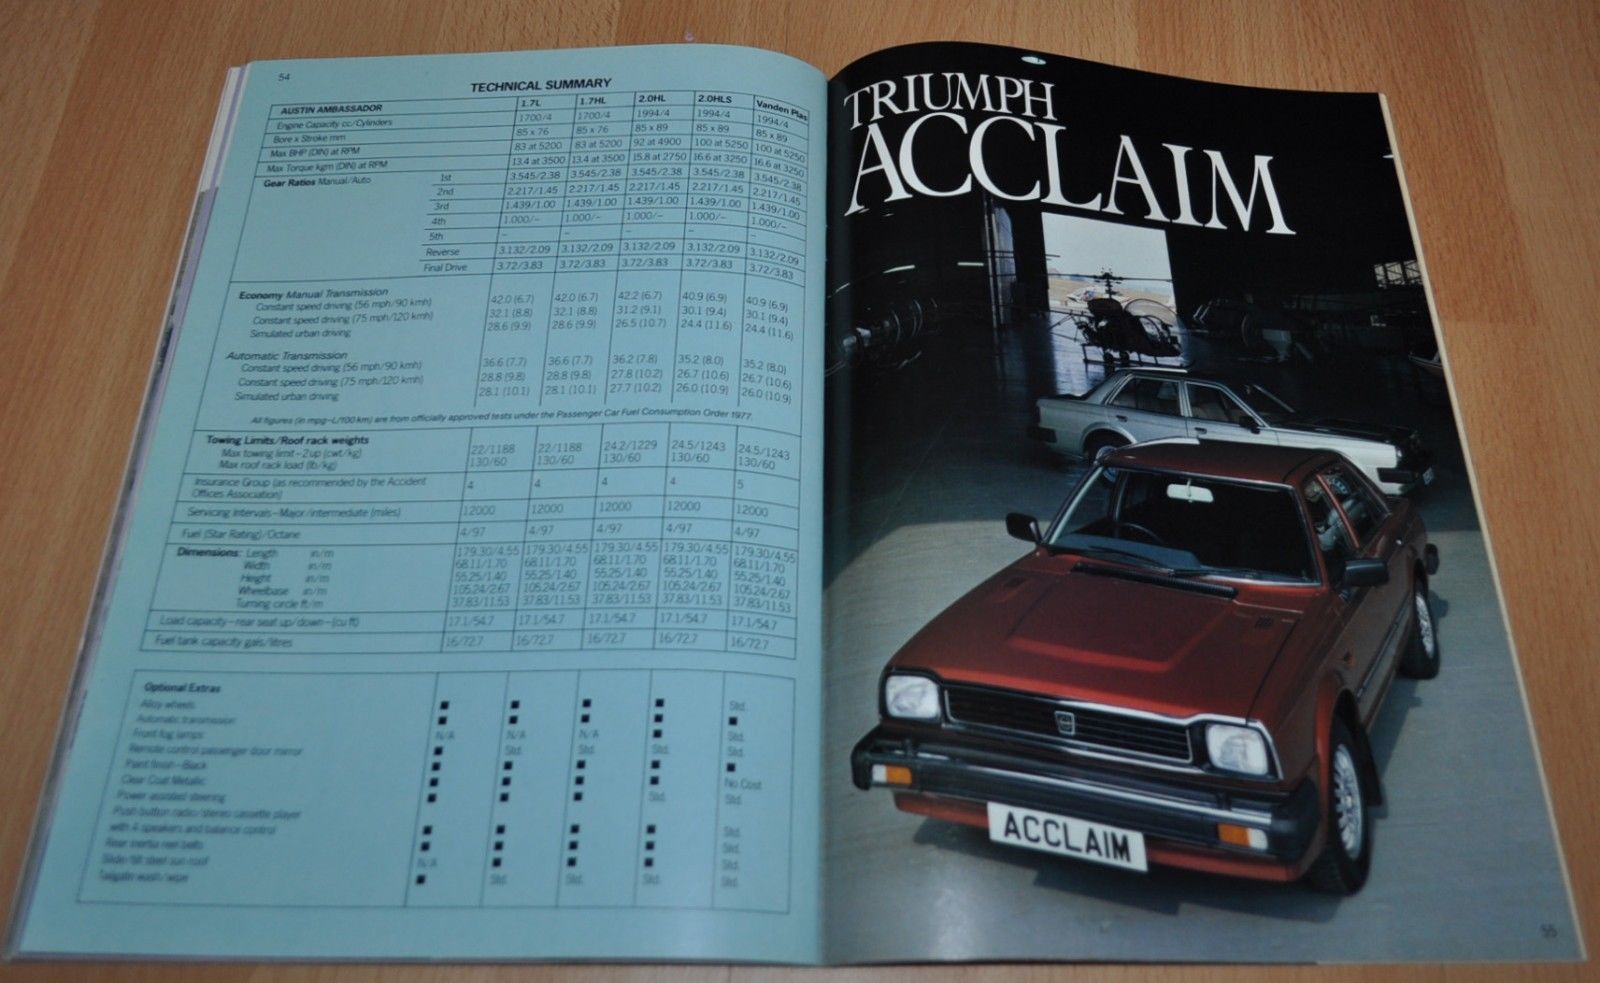 54
TECHNICAL SUMMARY
AUSTIN AMBASSADOR 1.7L 1.7HL 2.0HL 2.0HLS Vanden Plas
Engine Capacity cc/Cylinders 1700/4 1700/4 1994/4 1994/4 1994/4
Bore x Stroke mm 85 x 76 85 x 76 85 x 89 85 x 89 85 x 89
Max BHP (DIN) at RPM 83 at 5200 83 at 5200 92 at 4900 100 at 5250 100 at 5250
Max Torque kgm (DIN) at RPM 13.4 at 3500 13.4 at 3500 15.8 at 2750 16.6 at 3250 16.6 at 3250
Gear Ratios Manual/Auto 1st 3.545/2.38 3.545/2.38 3.545/2.38 3.545/2.38 3.545/2.38
2nd 2.217/1.45 2.217/1.45 2.217/1.45 2.217/1.45 2.217/1.45
3rd 1.439/1.00 1.439/1.00 1.439/1.00 1.439/1.00 1.439/1.00
4th 1.000/– 1.000/– 1.000/– 1.000/– 1.000/–
5th – – – – –
Reverse 3.132/2.09 3.132/2.09 3.132/2.09 3.132/2.09 3.132/2.09
Final Drive 3.72/3.83 3.72/3.83 3.72/3.83 3.72/3.83 3.72/3.83
Economy Manual Transmission
Constant speed driving (56 mph/90 km/h) 42.0 (6.7) 42.0 (6.7) 42.2 (6.7) 40.9 (6.9) 40.9 (6.9)
Constant speed driving (75 mph/120 km/h) 32.1 (8.8) 32.1 (8.8) 31.2 (9.1) 30.1 (9.4) 30.1 (9.4)
Simulated urban driving 28.6 (9.9) 28.6 (9.9) 26.5 (10.7) 24.4 (11.6) 24.4 (11.6)
Automatic Transmission
Constant speed driving (56 mph/90 km/h) 36.6 (7.7) 36.6 (7.7) 36.2 (7.8) 35.2 (8.0) 35.2 (8.0)
Constant speed driving (75 mph/120 km/h) 28.8 (9.8) 28.8 (9.8) 27.8 (10.2) 26.7 (10.6) 26.7 (10.6)
Simulated urban driving 28.1 (10.1) 28.1 (10.1) 27.7 (10.2) 26.0 (10.9) 26.0 (10.9)
All figures (in mpg–L/100 km) are from officially approved tests under the Passenger Car Fuel Consumption Order 1977.
Towing Limits/Roof rack weights
Max towing limit–2 up (cwt/kg) 22/1188 22/1188 24.2/1229 24.5/1243 24.5/1243
Max roof rack load (lb/kg) 130/60 130/60 130/60 130/60 130/60
Insurance Group (as recommended by the Accident 4 4 4 4 5
Offices Association)
Servicing Intervals–Major/intermediate (miles) 12000 12000 12000 12000 12000
Fuel (Star Rating)/Octane 4/97 4/97 4/97 4/97 4/97
Dimensions: Length in/m 179.30/4.55 179.30/4.55 179.30/4.55 179.30/4.55 179.30/4.55
Width in/m 68.11/1.70 68.11/1.70 68.11/1.70 68.11/1.70 68.11/1.70
Height in/m 55.25/1.40 55.25/1.40 55.25/1.40 55.25/1.40 55.25/1.40
Wheelbase in/m 105.24/2.67 105.24/2.67 105.24/2.67 105.24/2.67 105.24/2.67
Turning circle ft/m 37.83/11.53 37.83/11.53 37.83/11.53 37.83/11.53 37.83/11.53
Load capacity–rear seat up/down–(cu ft) 17.1/54.7 17.1/54.7 17.1/54.7 17.1/54.7 17.1/54.7
Fuel tank capacity gals/litres 16/72.7 16/72.7 16/72.7 16/72.7 16/72.7
Optional Extras
Alloy wheels ■ ■ ■ ■ Std.
Automatic transmission ■ ■ ■ ■ ■
Front fog lamps N/A N/A N/A ■ Std.
Remote control passenger door mirror ■ Std. Std. Std. Std.
Paint finish–Black ■ ■ ■ ■ ■
Clear Coat Metallic ■ ■ ■ ■ No Cost
Power assisted steering ■ ■ ■ Std. Std.
Push button radio/stereo cassette player
with 4 speakers and balance control ■ ■ ■ ■ Std.
Rear inertia reel belts ■ ■ ■ ■ Std.
Slide/tilt steel sun roof N/A ■ ■ ■ Std.
Tailgate wash/wipe ■ Std. Std. Std. Std.
TRIUMPH
ACCLAIM
ACCLAIM
55